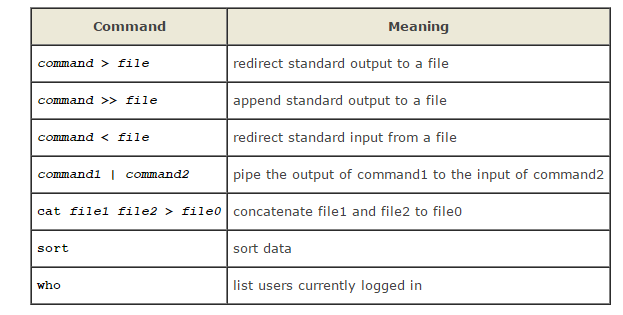 Command Meaning
command > file redirect standard output to a file
command >> file append standard output to a file
command < file redirect standard input from a file
command1 | command2 pipe the output of command1 to the input of command2
cat file1 file2 > file0 concatenate file1 and file2 to file0
sort sort data
who list users currently logged in